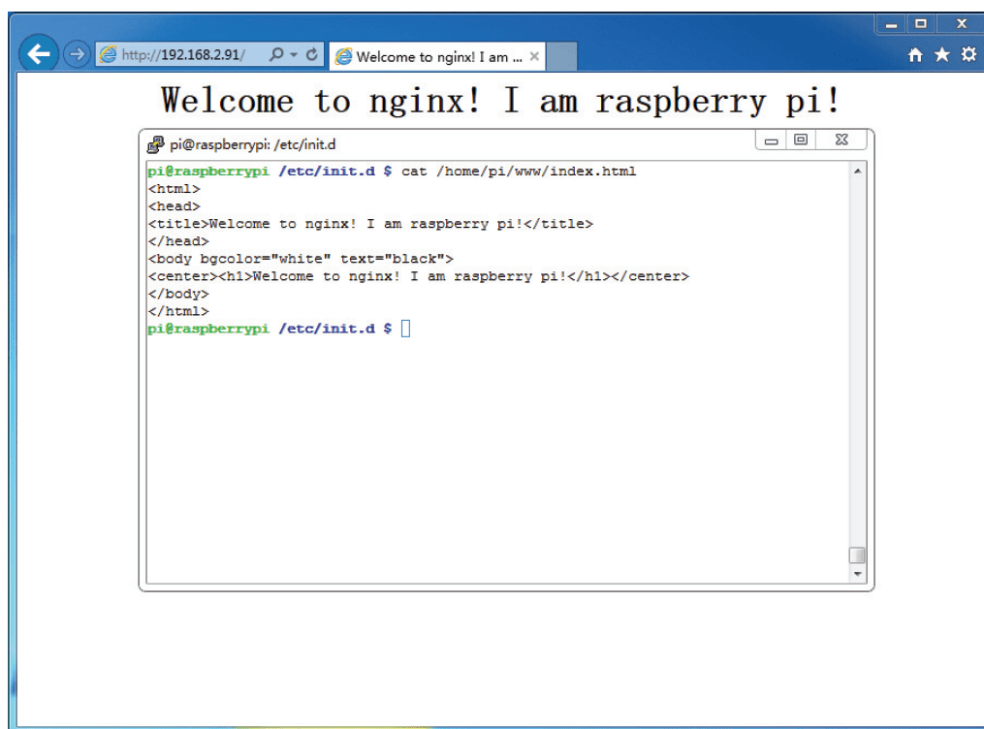 http://192.168.2.91/
Welcome to nginx! I am ...
Welcome to nginx! I am raspberry pi!
pi@raspberrypi: /etc/init.d
pi@raspberrypi /etc/init.d $ cat /home/pi/www/index.html
<html>
<head>
<title>Welcome to nginx! I am raspberry pi!</title>
</head>
<body bgcolor="white" text="black">
<center><h1>Welcome to nginx! I am raspberry pi!</h1></center>
</body>
</html>
pi@raspberrypi /etc/init.d $